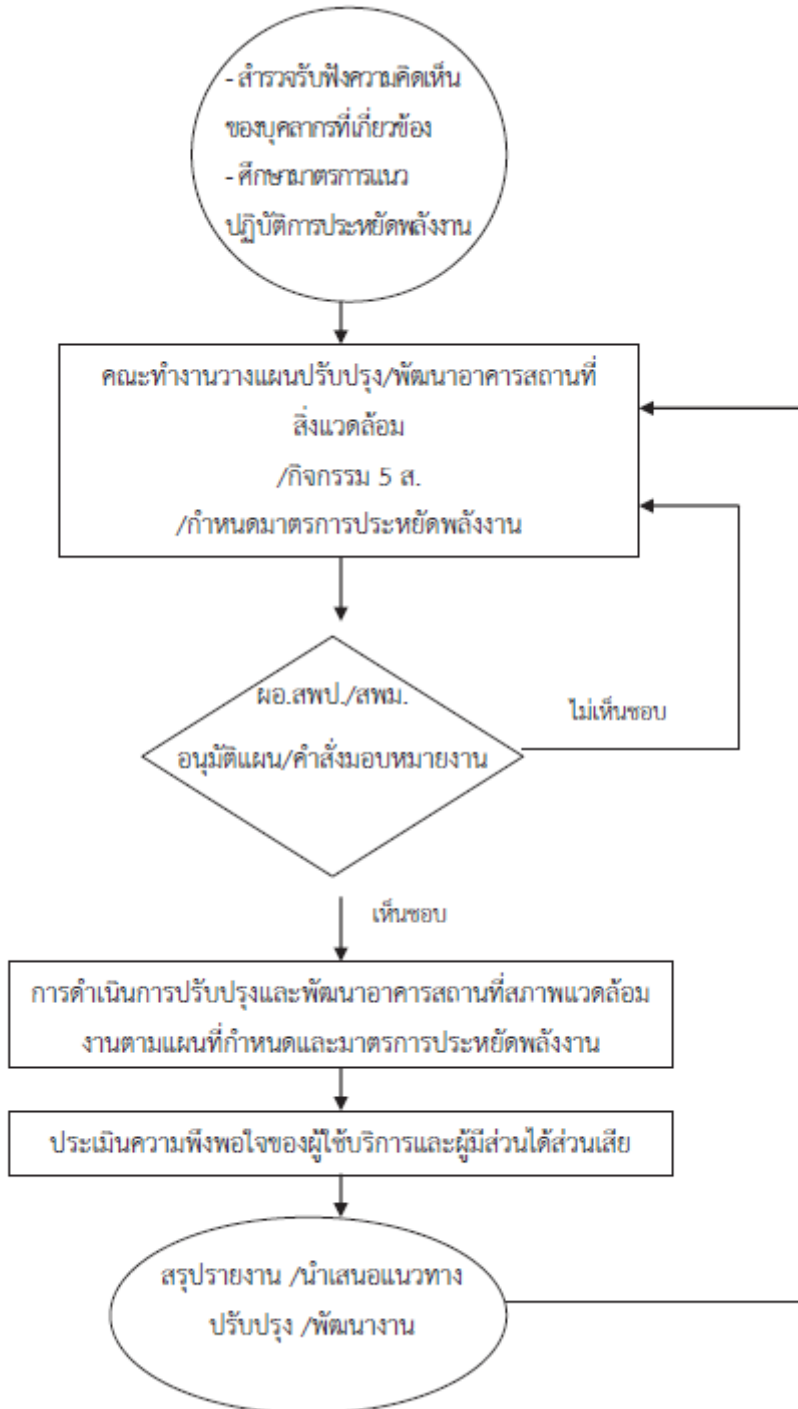 - สำรวจรับฟังความคิดเห็น
ของบุคลากรที่เกี่ยวข้อง
- ศึกษามาตรการแนว
ปฏิบัติการประหยัดพลังงาน
คณะทำงานวางแผนปรับปรุง/พัฒนาอาคารสถานที่
สิ่งแวดล้อม
/กิจกรรม 5 ส.
/กำหนดมาตรการประหยัดพลังงาน
ผอ.สพป./สพม.
อนุมัติแผน/คำสั่งมอบหมายงาน
ไม่เห็นชอบ
เห็นชอบ
การดำเนินการปรับปรุงและพัฒนาอาคารสถานที่สภาพแวดล้อม
งานตามแผนที่กำหนดและมาตรการประหยัดพลังงาน
ประเมินความพึงพอใจของผู้ใช้บริการและผู้มีส่วนได้ส่วนเสีย
สรุปรายงาน /นำเสนอแนวทาง
ปรับปรุง /พัฒนางาน